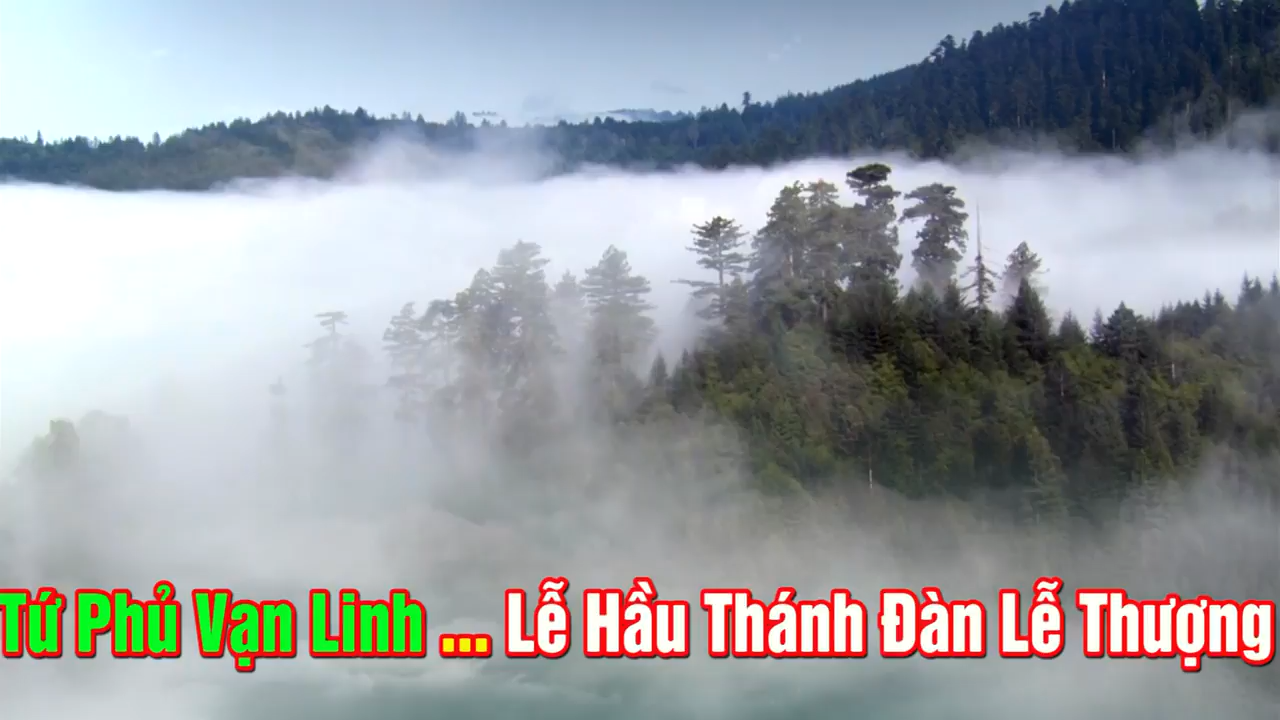 Tứ Phủ Vạn Linh ... Lễ Hầu Thánh Đàn Lễ Thượng